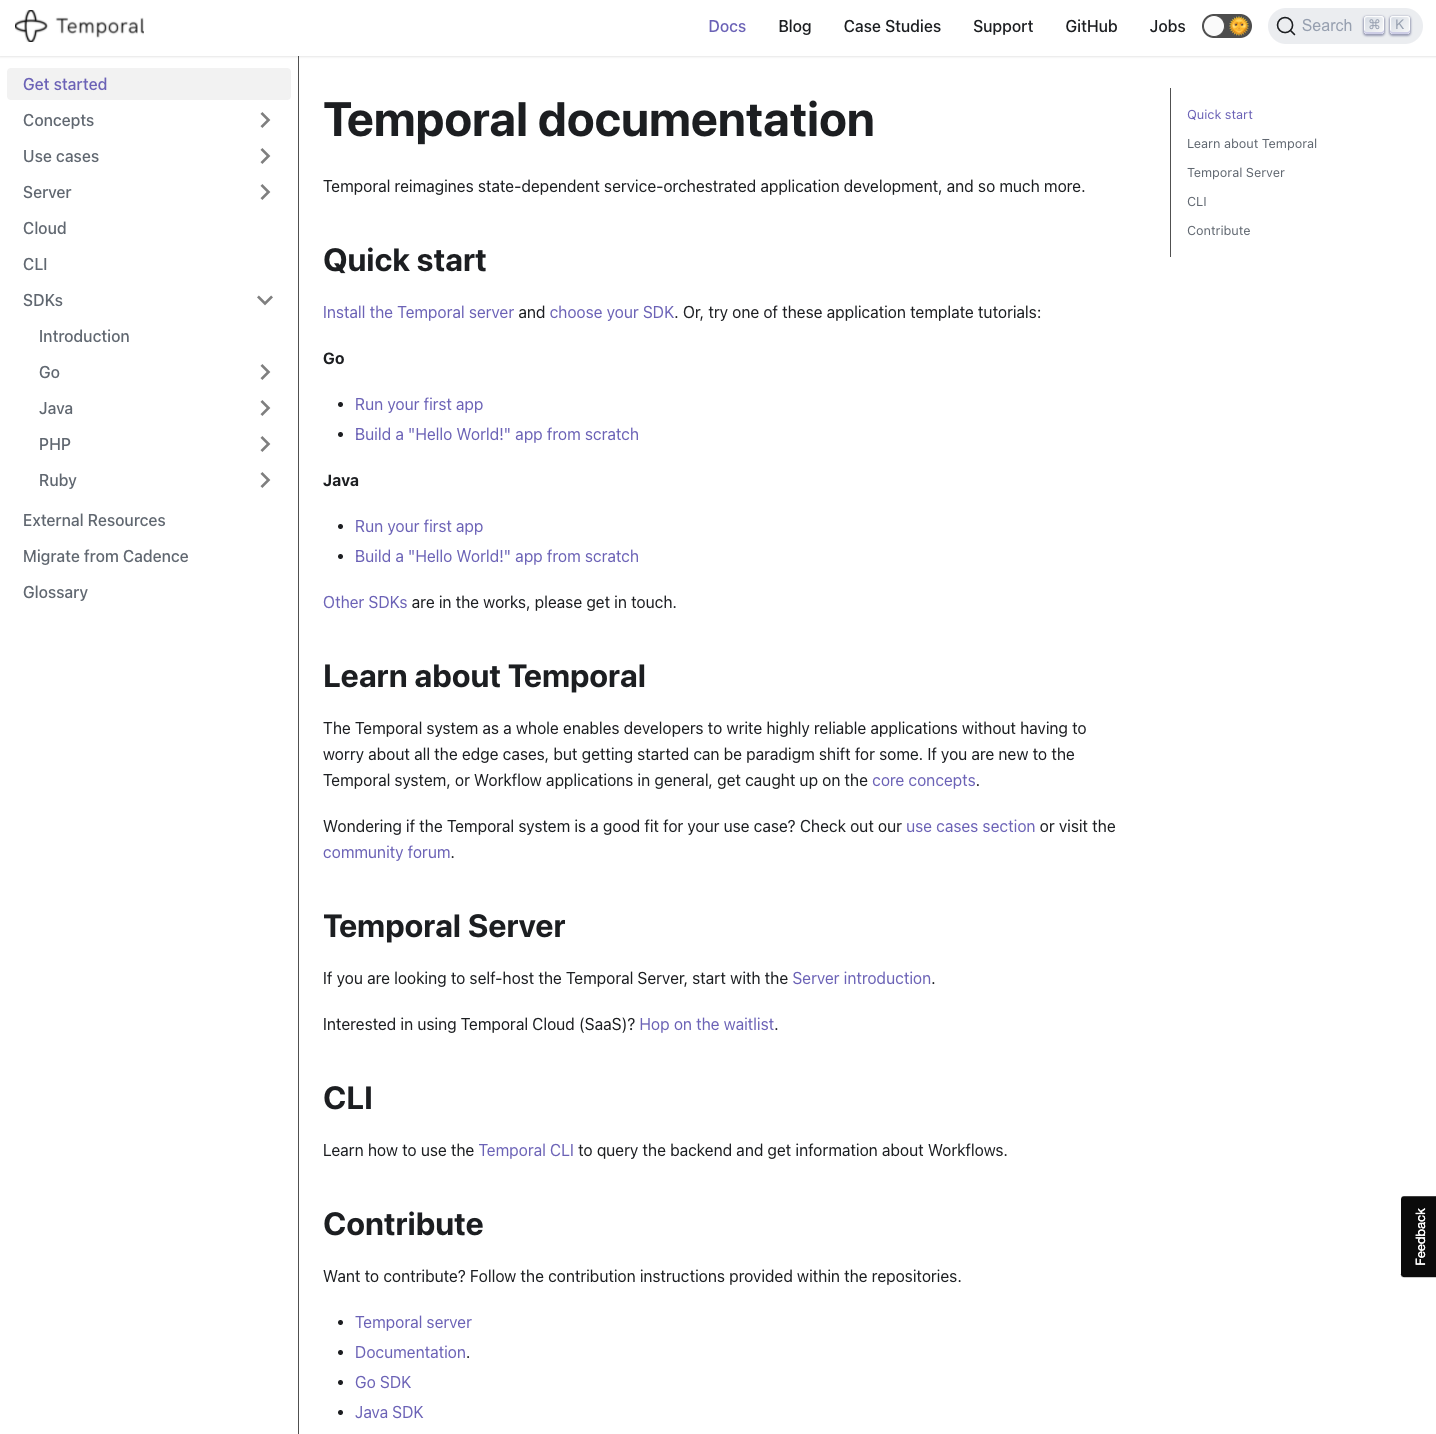 Temporal
Docs
Blog
Case Studies
Support
GitHub
Jobs
Search ⌘ K
Get started
Concepts
Use cases
Server
Cloud
CLI
SDKs
Introduction
Go
Java
PHP
Ruby
External Resources
Migrate from Cadence
Glossary
Temporal documentation
Temporal reimagines state-dependent service-orchestrated application development, and so much more.
Quick start
Install the Temporal server and choose your SDK. Or, try one of these application template tutorials:
Go
• Run your first app
• Build a "Hello World!" app from scratch
Java
• Run your first app
• Build a "Hello World!" app from scratch
Other SDKs are in the works, please get in touch.
Learn about Temporal
The Temporal system as a whole enables developers to write highly reliable applications without having to
worry about all the edge cases, but getting started can be paradigm shift for some. If you are new to the
Temporal system, or Workflow applications in general, get caught up on the core concepts.
Wondering if the Temporal system is a good fit for your use case? Check out our use cases section or visit the
community forum.
Temporal Server
If you are looking to self-host the Temporal Server, start with the Server introduction.
Interested in using Temporal Cloud (SaaS)? Hop on the waitlist.
CLI
Learn how to use the Temporal CLI to query the backend and get information about Workflows.
Contribute
Want to contribute? Follow the contribution instructions provided within the repositories.
• Temporal server
• Documentation.
• Go SDK
• Java SDK
Quick start
Learn about Temporal
Temporal Server
CLI
Contribute
Feedback